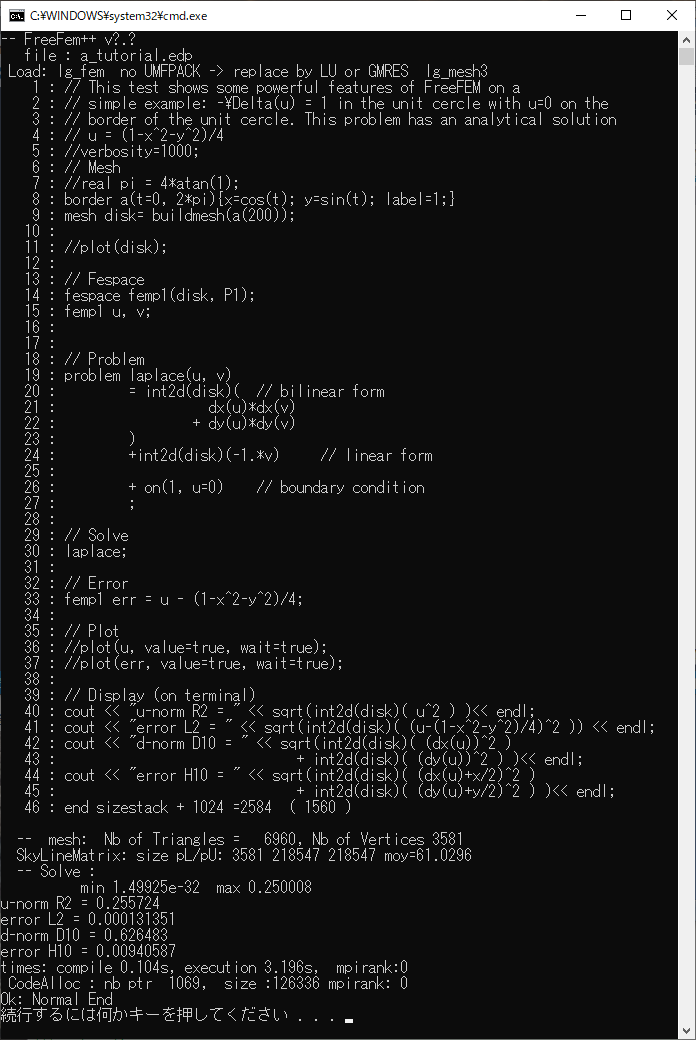 C:¥WINDOWS¥system32¥cmd.exe
-- FreeFem++ v?.?
   file : a_tutorial.edp
 Load: lg_fem  no UMFPACK -> replace by LU or GMRES  lg_mesh3
    1 : // This test shows some powerful features of FreeFEM on a
    2 : // simple example: -¥Delta(u) = 1 in the unit cercle with u=0 on the
    3 : // border of the unit cercle. This problem has an analytical solution
    4 : // u = (1-x^2-y^2)/4
    5 : //verbosity=1000;
    6 : // Mesh
    7 : //real pi = 4*atan(1);
    8 : border a(t=0, 2*pi){x=cos(t); y=sin(t); label=1;}
    9 : mesh disk= buildmesh(a(200));
   10 :
   11 : //plot(disk);
   12 :
   13 : // Fespace
   14 : fespace femp1(disk, P1);
   15 : femp1 u, v;
   16 :
   17 :
   18 : // Problem
   19 : problem laplace(u, v)
   20 :         = int2d(disk)(  // bilinear form
   21 :                   dx(u)*dx(v)
   22 :                 + dy(u)*dy(v)
   23 :         )
   24 :         +int2d(disk)(-1.*v)     // linear form
   25 :
   26 :         + on(1, u=0)    // boundary condition
   27 :         ;
   28 :
   29 : // Solve
   30 : laplace;
   31 :
   32 : // Error
   33 : femp1 err = u - (1-x^2-y^2)/4;
   34 :
   35 : // Plot
   36 : //plot(u, value=true, wait=true);
   37 : //plot(err, value=true, wait=true);
   38 :
   39 : // Display (on terminal)
   40 : cout << "u-norm R2 = " << sqrt(int2d(disk)( u^2 ) )<< endl;
   41 : cout << "error L2 = " << sqrt(int2d(disk)( (u-(1-x^2-y^2)/4)^2 )) << endl;
   42 : cout << "d-norm D10 = " << sqrt(int2d(disk)( (dx(u))^2 )
   43 :                              + int2d(disk)( (dy(u))^2 ) )<< endl;
   44 : cout << "error H10 = " << sqrt(int2d(disk)( (dx(u)+x/2)^2 )
   45 :                              + int2d(disk)( (dy(u)+y/2)^2 ) )<< endl;
   46 : end sizestack + 1024 =2584  ( 1560 )
  --  mesh:  Nb of Triangles =   6960, Nb of Vertices 3581
  SkyLineMatrix: size pL/pU: 3581 218547 218547 moy=61.0296
  -- Solve :
          min 1.49925e-32  max 0.250008
u-norm R2 = 0.255724
error L2 = 0.000131351
d-norm D10 = 0.626483
error H10 = 0.00940587
times: compile 0.104s, execution 3.196s,  mpirank:0
 CodeAlloc : nb ptr  1069,  size :126336 mpirank: 0
Ok: Normal End
続行するには何かキーを押してください . . .